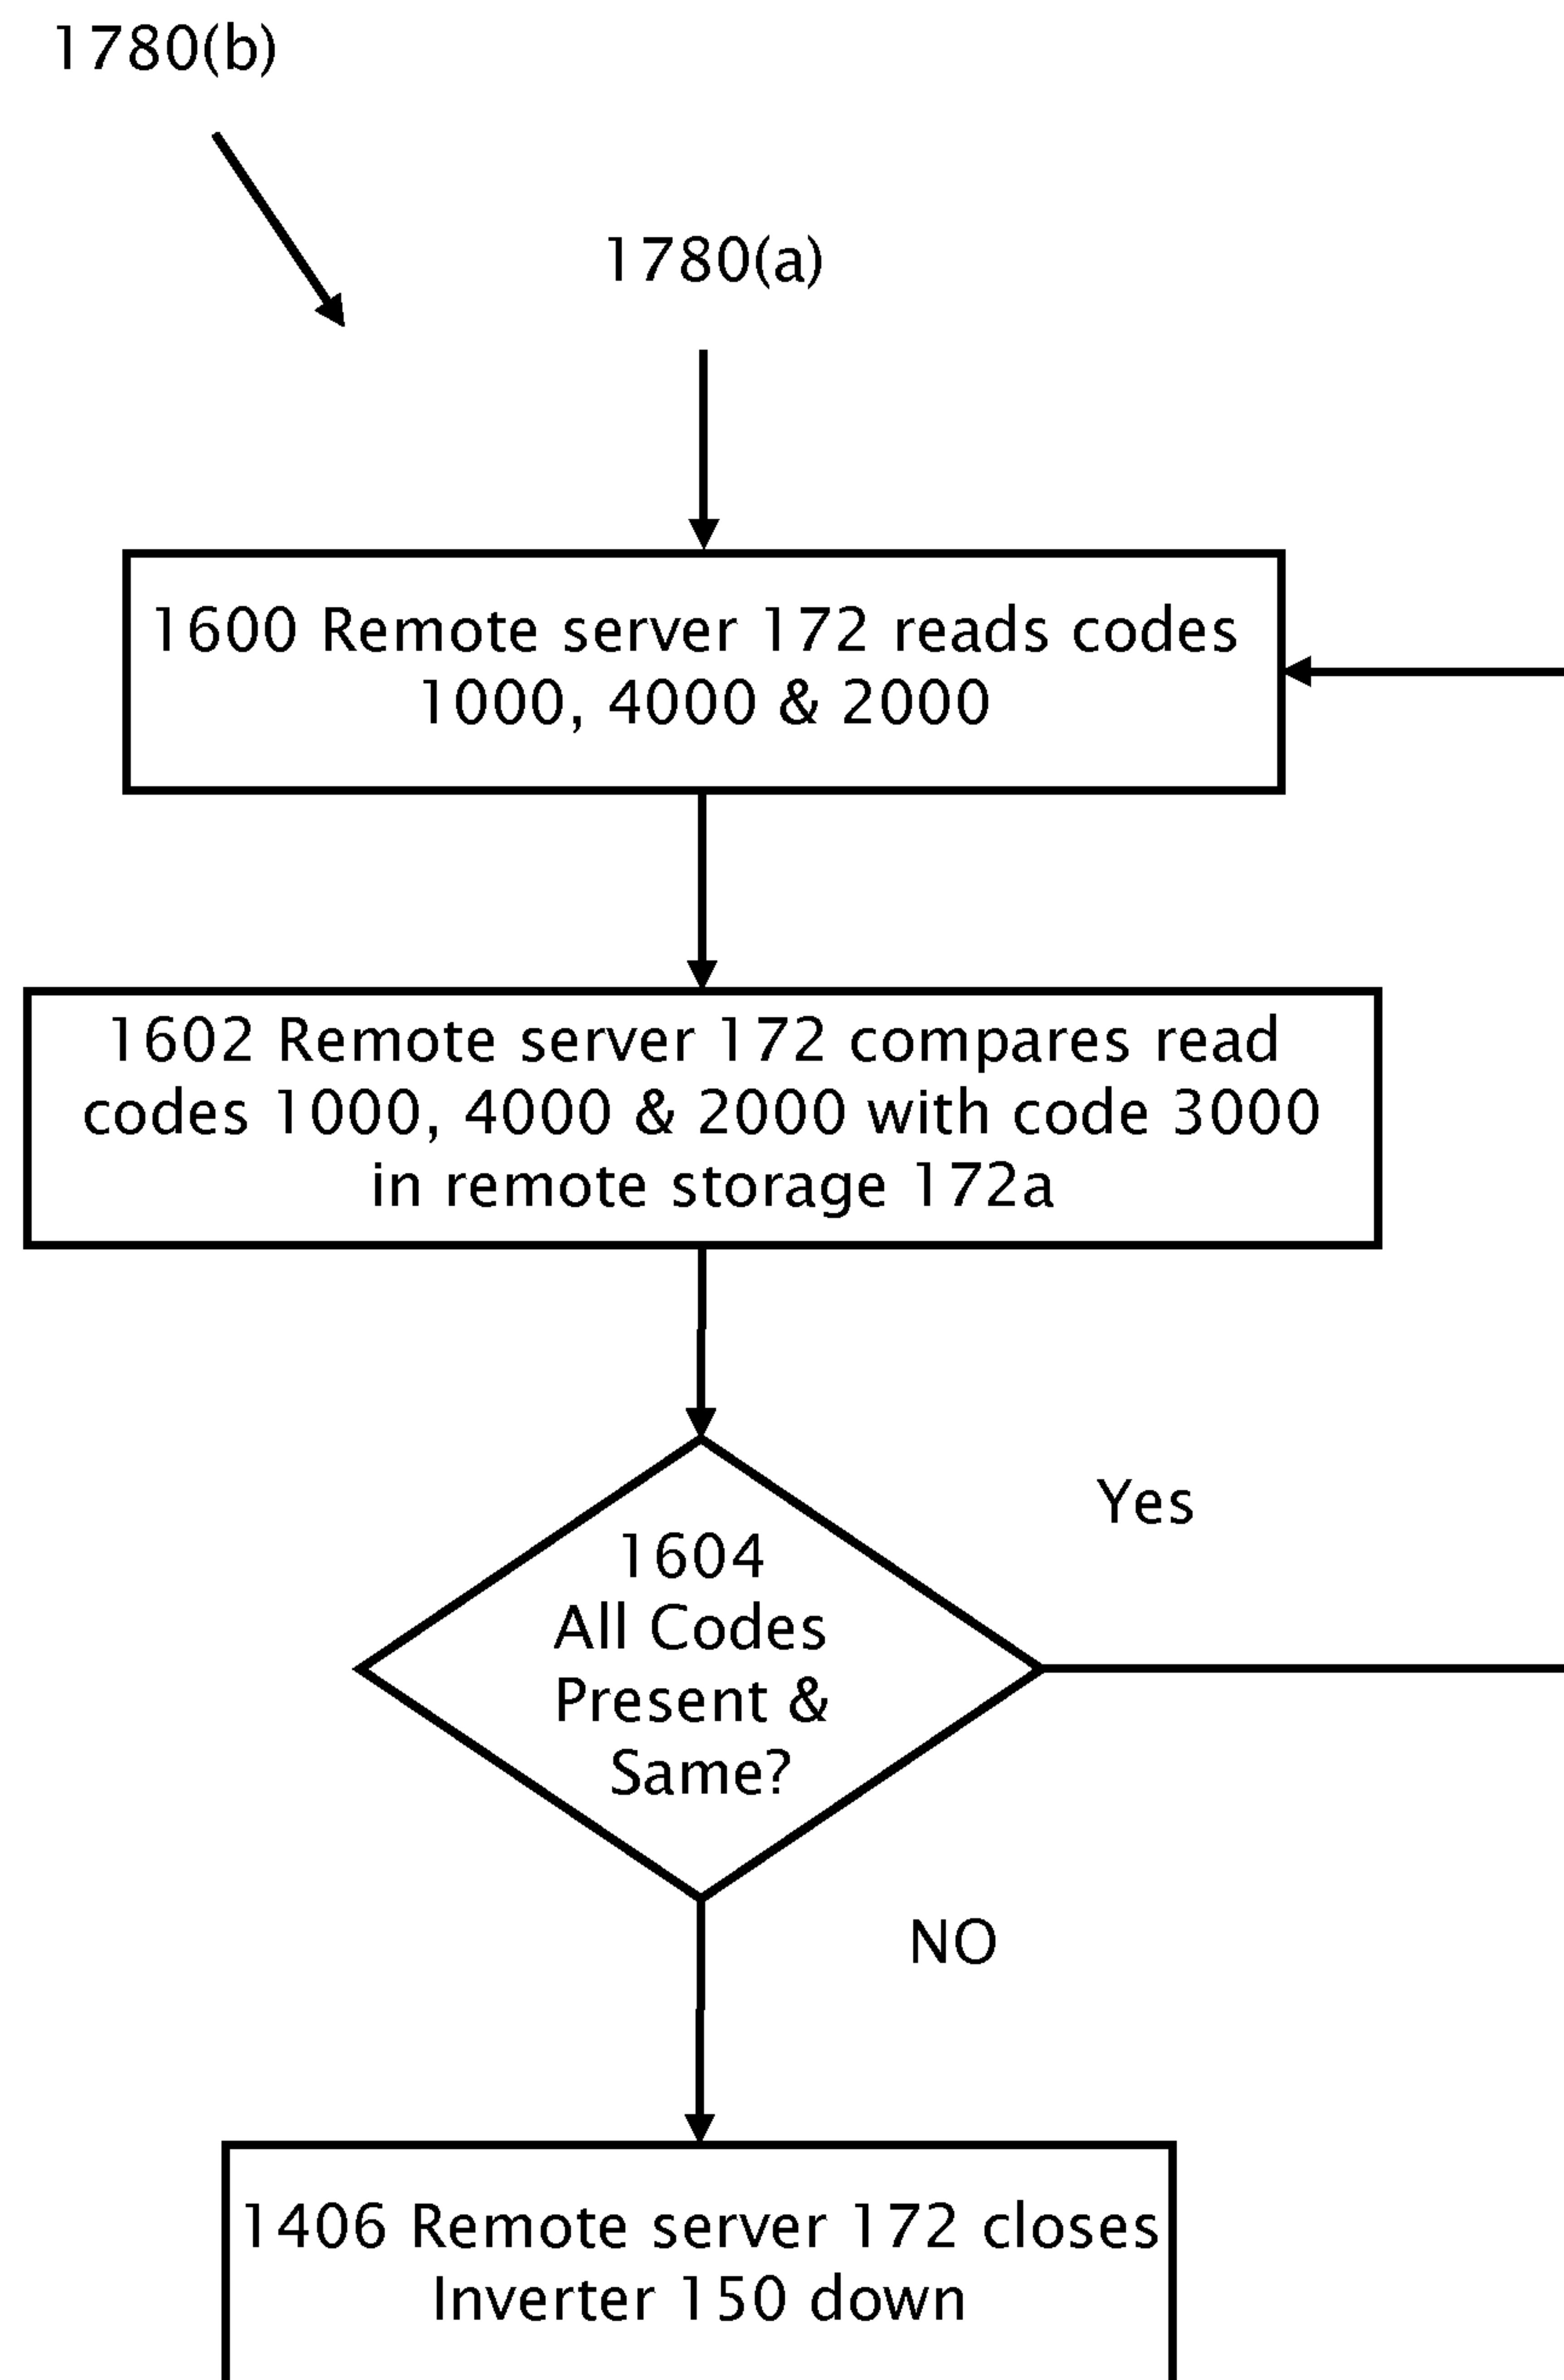 1780(b)
1780(a)
1600 Remote server 172 reads codes
1000, 4000 & 2000
1602 Remote server 172 compares read
codes 1000, 4000 & 2000 with code 3000
in remote storage 172a
Yes
1604
All Codes
Present &
Same?
NO
1406 Remote server 172 closes
Inverter 150 down